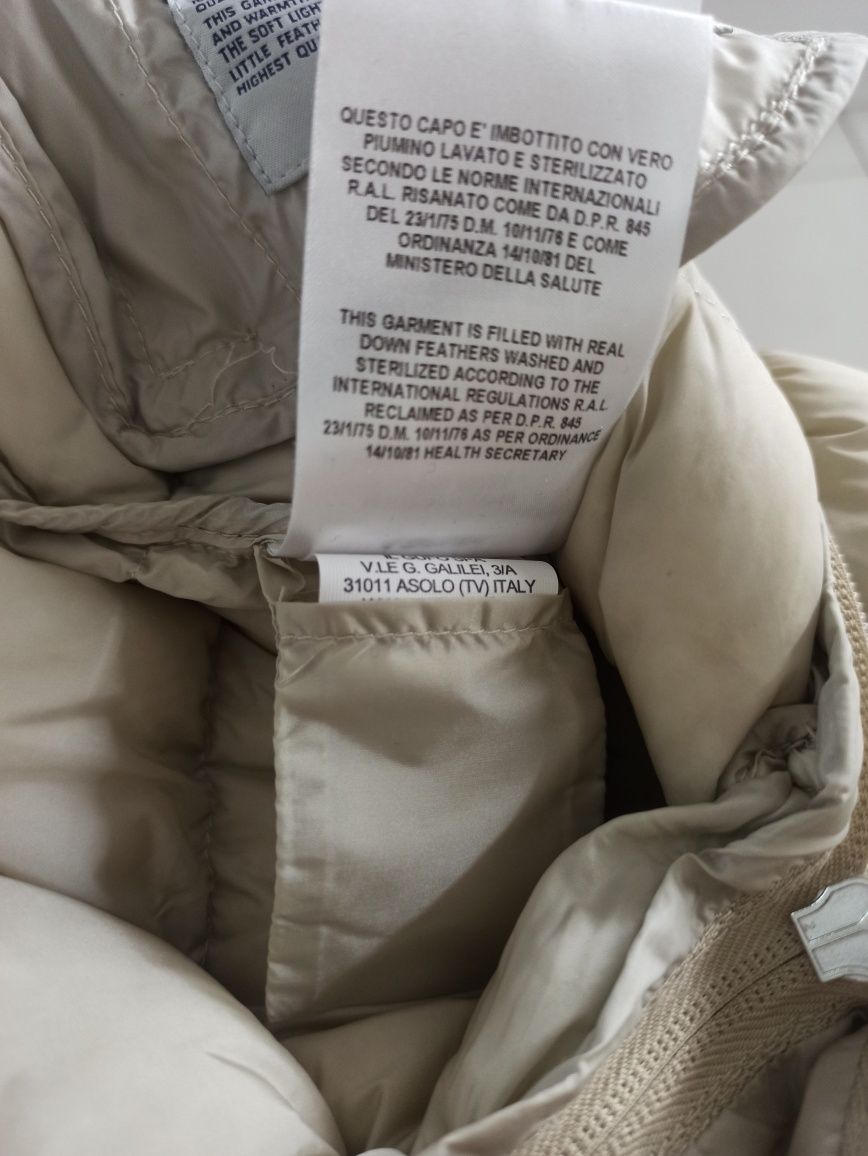 THIS GARM
AND WARMTH
THE SOFT LIGH
LITTLE FEATH
HIGHEST QU
QUESTO CAPO E' IMBOTTITO CON VERO
PIUMINO LAVATO E STERILIZZATO
SECONDO LE NORME INTERNAZIONALI
R.A.L. RISANATO COME DA D.P.R. 845
DEL 23/1/75 D.M. 10/11/76 E COME
ORDINANZA 14/10/81 DEL
MINISTERO DELLA SALUTE
THIS GARMENT IS FILLED WITH REAL
DOWN FEATHERS WASHED AND
STERILIZED ACCORDING TO THE
INTERNATIONAL REGULATIONS R.A.L.
RECLAIMED AS PER D.P.R. 845
23/1/75 D.M. 10/11/76 AS PER ORDINANCE
14/10/81 HEALTH SECRETARY
V.LE G. GALILEI, 3/A
31011 ASOLO (TV) ITALY